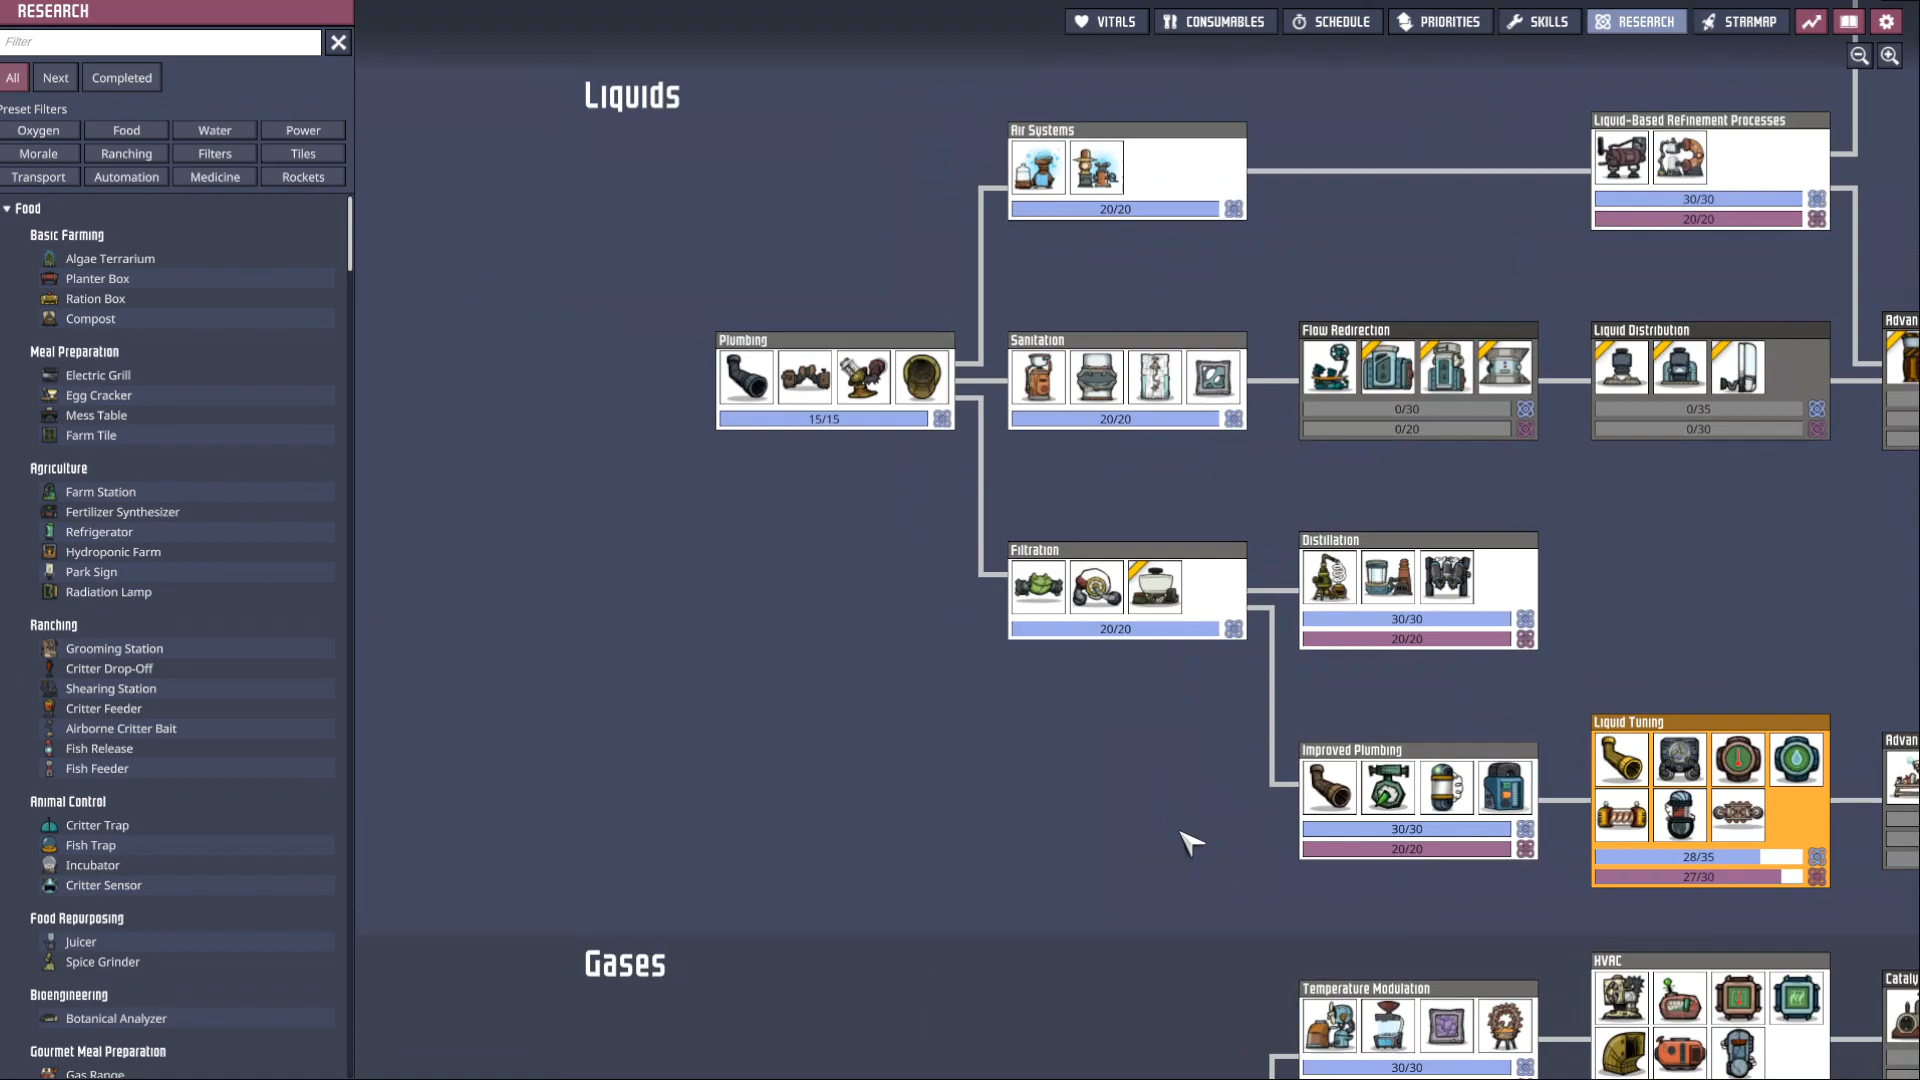 RESEARCH
VITALS
CONSUMABLES
SCHEDULE
PRIORITIES
SKILLS
RESEARCH
STARMAP
Filter
All
Next
Completed
Preset Filters
Oxygen
Food
Water
Power
Morale
Ranching
Filters
Tiles
Transport
Automation
Medicine
Rockets
Food
Basic Farming
Algae Terrarium
Planter Box
Ration Box
Compost
Meal Preparation
Electric Grill
Egg Cracker
Mess Table
Farm Tile
Agriculture
Farm Station
Fertilizer Synthesizer
Refrigerator
Hydroponic Farm
Park Sign
Radiation Lamp
Ranching
Grooming Station
Critter Drop-Off
Shearing Station
Critter Feeder
Airborne Critter Bait
Fish Release
Fish Feeder
Animal Control
Critter Trap
Fish Trap
Incubator
Critter Sensor
Food Repurposing
Juicer
Spice Grinder
Bioengineering
Botanical Analyzer
Gourmet Meal Preparation
Gas Range
Liquids
Air Systems
20/20
Liquid-Based Refinement Processes
30/30
20/20
Plumbing
15/15
Sanitation
20/20
Flow Redirection
0/30
0/20
Liquid Distribution
0/35
0/30
Advan
Filtration
20/20
Distillation
30/30
20/20
Improved Plumbing
30/30
20/20
Liquid Tuning
28/35
27/30
Advan
Gases
Temperature Modulation
30/30
HVAC
Cataly